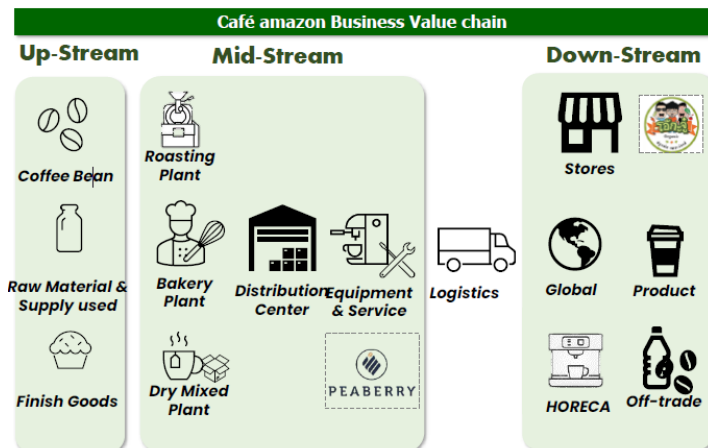 Café amazon Business Value chain
Up-Stream
Mid-Stream
Down-Stream
Coffee Bean
Raw Material &
Supply used
Finish Goods
Roasting
Plant
Bakery
Plant
Distribution
Center
Equipment
& Service
Dry Mixed
Plant
PEABERRY
Logistics
Stores
Global
Product
HORECA
Off-trade